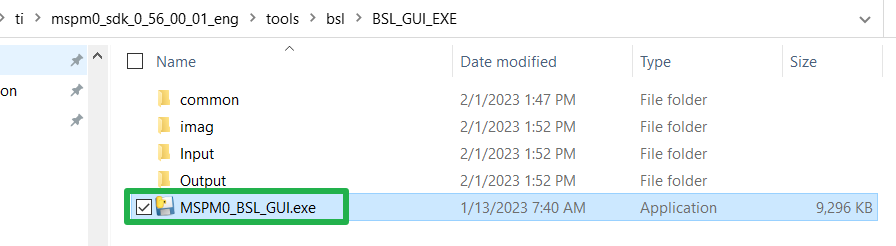 ti > mspm0_sdk_0_56_00_01_eng > tools > bsl > BSL_GUI_EXE
Name Date modified Type Size
on
common 2/1/2023 1:47 PM File folder
imag 2/1/2023 1:52 PM File folder
Input 2/1/2023 1:52 PM File folder
Output 2/1/2023 1:52 PM File folder
MSPM0_BSL_GUI.exe 1/13/2023 7:40 AM Application 9,296 KB